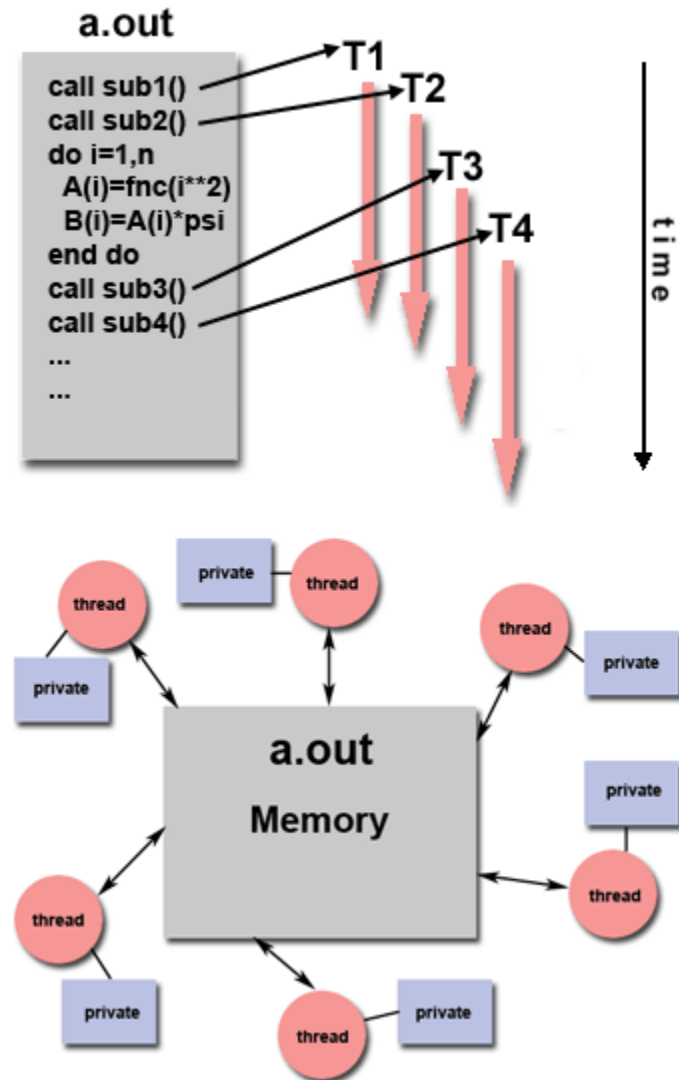 a.out
call sub1()
call sub2()
do i=1,n
A(i)=fnc(i**2)
B(i)=A(i)*psi
end do
call sub3()
call sub4()
...
...
T1
T2
T3
T4
time
private
thread
thread
private
thread
private
a.out
Memory
private
thread
thread
private
thread
private